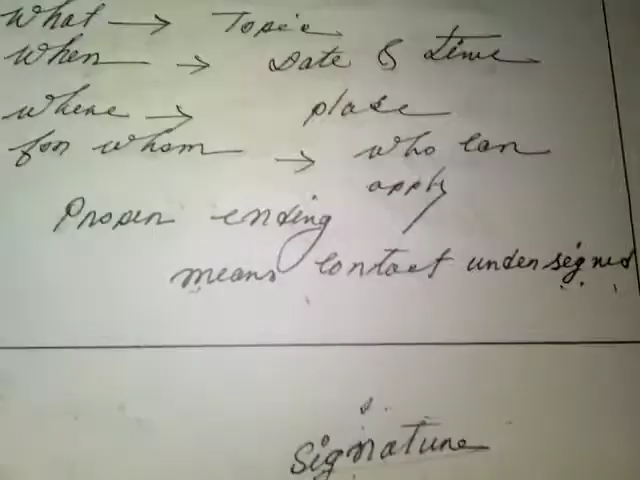 What → Topic
When → Date & time
where → place
for whom → who can
apply
Proper ending
means contact undersigned
Signature